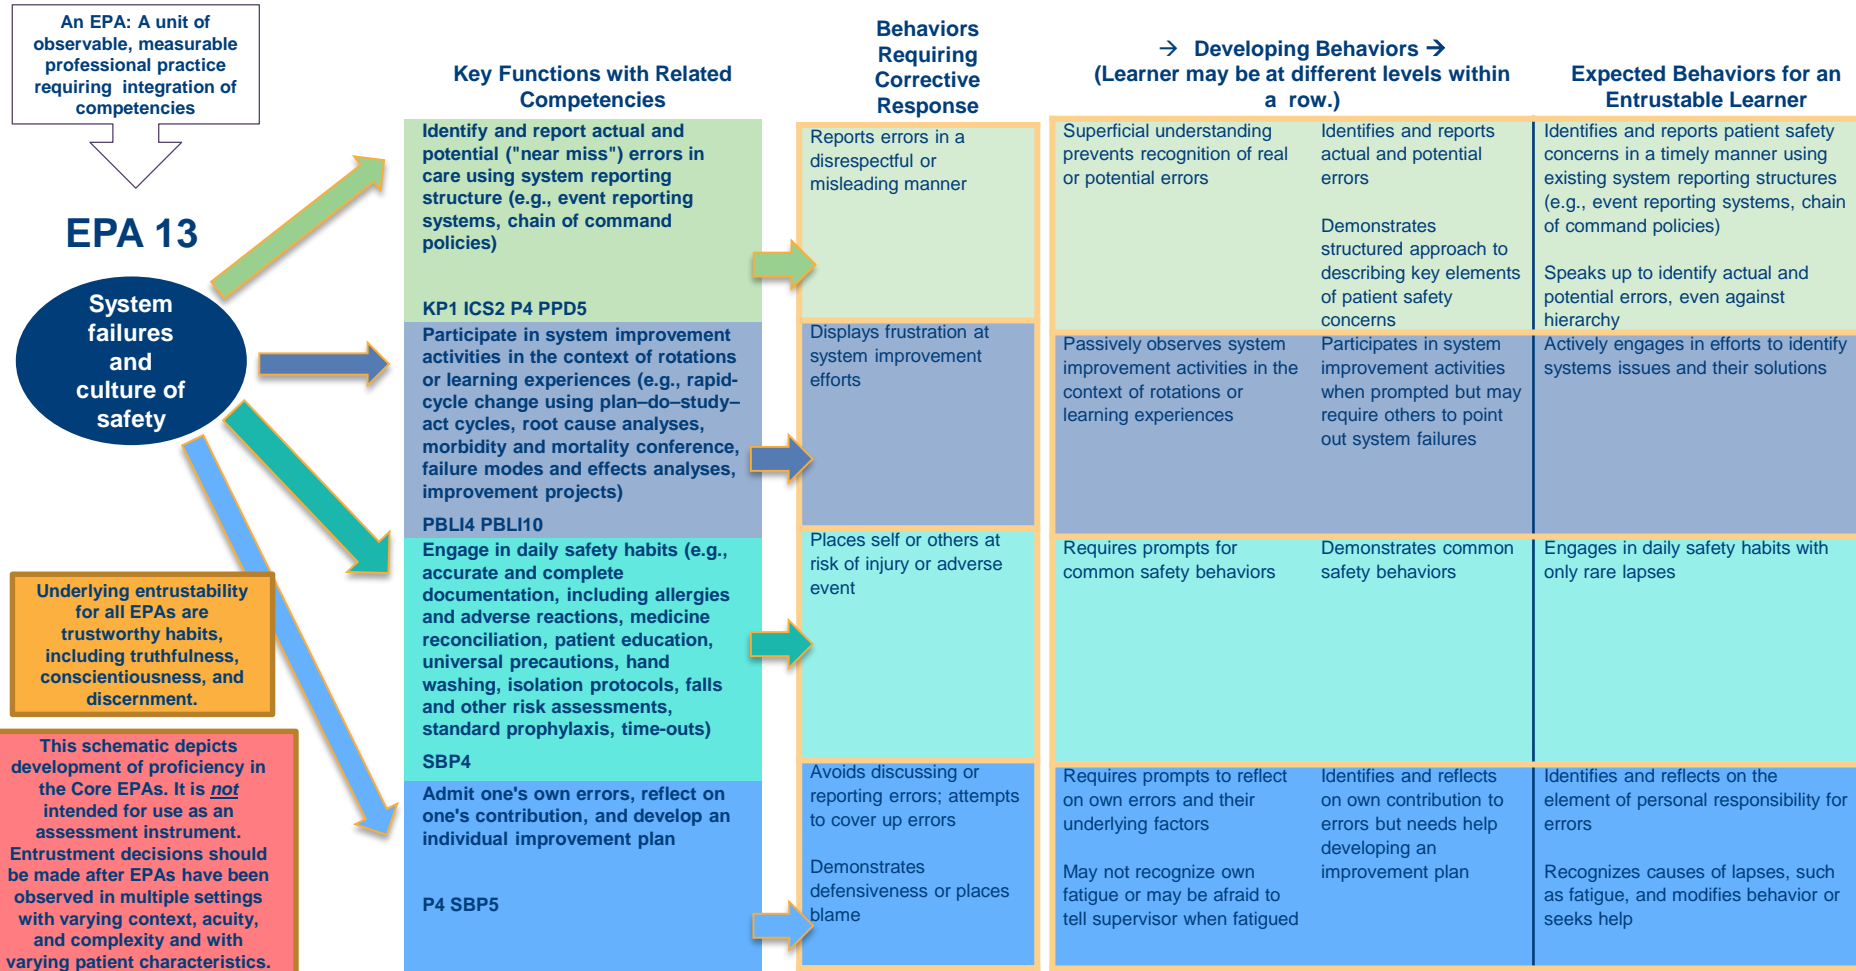 An EPA: A unit of
observable, measurable
professional practice
requiring  integration of
competencies
EPA 13
System
failures
and
culture of
safety
Underlying entrustability
for all EPAs are
trustworthy habits,
including truthfulness,
conscientiousness, and
discernment.
This schematic depicts
development of proficiency in
the Core EPAs. It is not
intended for use as an
assessment instrument.
Entrustment decisions should
be made after EPAs have been
observed in multiple settings
with varying context, acuity,
and complexity and with
varying patient characteristics.
Key Functions with Related
Competencies
Behaviors
Requiring
Corrective
Response
→ Developing Behaviors →
(Learner may be at different levels within
a  row.)
Expected Behaviors for an
Entrustable Learner
Identify and report actual and
potential ("near miss") errors in
care using system reporting
structure (e.g., event reporting
systems, chain of command
policies)
KP1 ICS2 P4 PPD5
Reports errors in a
disrespectful or
misleading manner
Superficial understanding
prevents recognition of real
or potential errors
Identifies and reports
actual and potential
errors
Demonstrates
structured approach to
describing key elements
of patient safety
concerns
Identifies and reports patient safety
concerns in a timely manner using
existing system reporting structures
(e.g., event reporting systems, chain
of command policies)
Speaks up to identify actual and
potential errors, even against
hierarchy
Participate in system improvement
activities in the context of rotations
or learning experiences (e.g., rapid-
cycle change using plan–do–study–
act cycles, root cause analyses,
morbidity and mortality conference,
failure modes and effects analyses,
improvement projects)
PBLI4 PBLI10
Displays frustration at
system improvement
efforts
Passively observes system
improvement activities in the
context of rotations or
learning experiences
Participates in system
improvement activities
when prompted but may
require others to point
out system failures
Actively engages in efforts to identify
systems issues and their solutions
Engage in daily safety habits (e.g.,
accurate and complete
documentation, including allergies
and adverse reactions, medicine
reconciliation, patient education,
universal precautions, hand
washing, isolation protocols, falls
and other risk assessments,
standard prophylaxis, time-outs)
SBP4
Places self or others at
risk of injury or adverse
event
Requires prompts for
common safety behaviors
Demonstrates common
safety behaviors
Engages in daily safety habits with
only rare lapses
Admit one's own errors, reflect on
one's contribution, and develop an
individual improvement plan
P4 SBP5
Avoids discussing or
reporting errors; attempts
to cover up errors
Demonstrates
defensiveness or places
blame
Requires prompts to reflect
on own errors and their
underlying factors
May not recognize own
fatigue or may be afraid to
tell supervisor when fatigued
Identifies and reflects
on own contribution to
errors but needs help
developing an
improvement plan
Identifies and reflects on the
element of personal responsibility for
errors
Recognizes causes of lapses, such
as fatigue, and modifies behavior or
seeks help